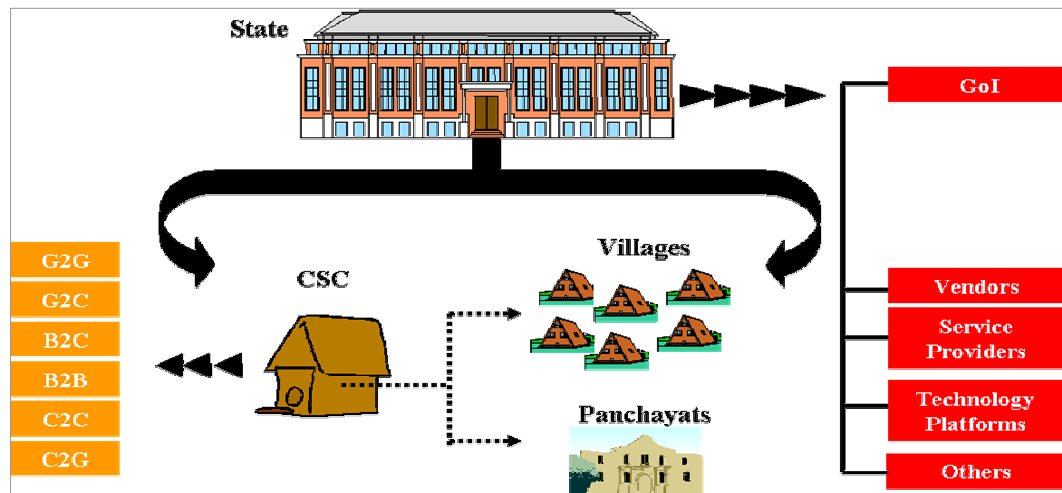 State
GoI
G2G
G2C
B2C
B2B
C2C
C2G
CSC
Villages
Panchayats
Vendors
Service
Providers
Technology
Platforms
Others